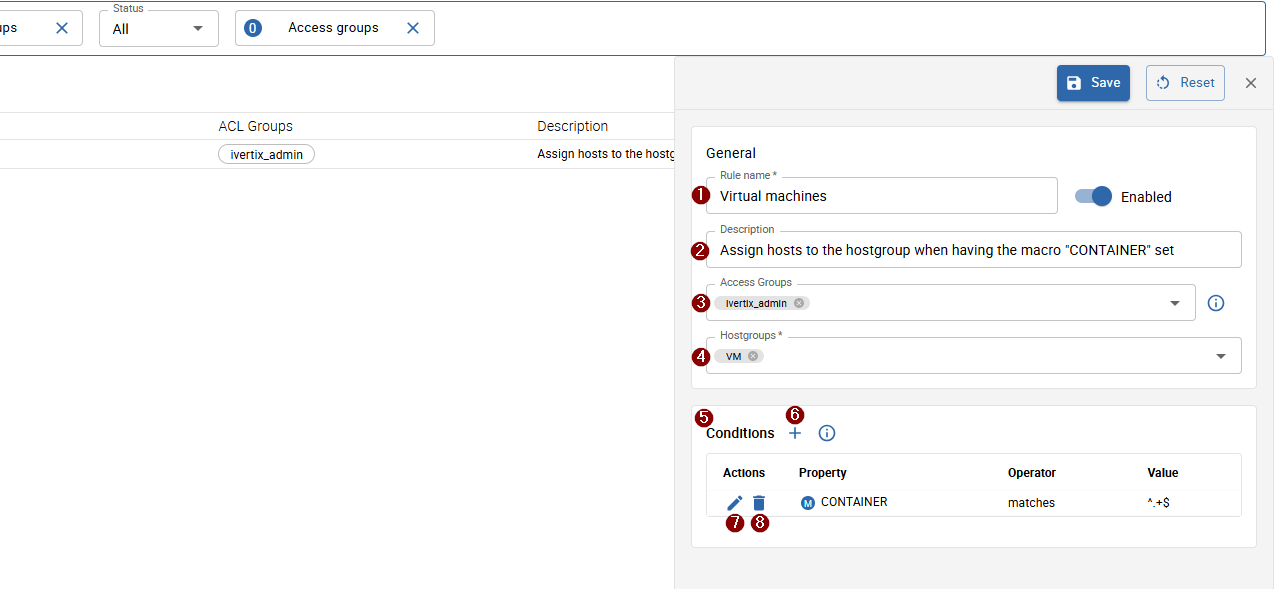 ups
Status
All
0 Access groups
Save
Reset
ACL Groups Description
ivertix_admin Assign hosts to the hostg
General
Rule name *
1 Virtual machines
Enabled
Description
2 Assign hosts to the hostgroup when having the macro "CONTAINER" set
Access Groups
3 ivertix_admin
Hostgroups *
4 VM
5 6
Conditions
Actions Property Operator Value
M CONTAINER matches ^.+$
7 8